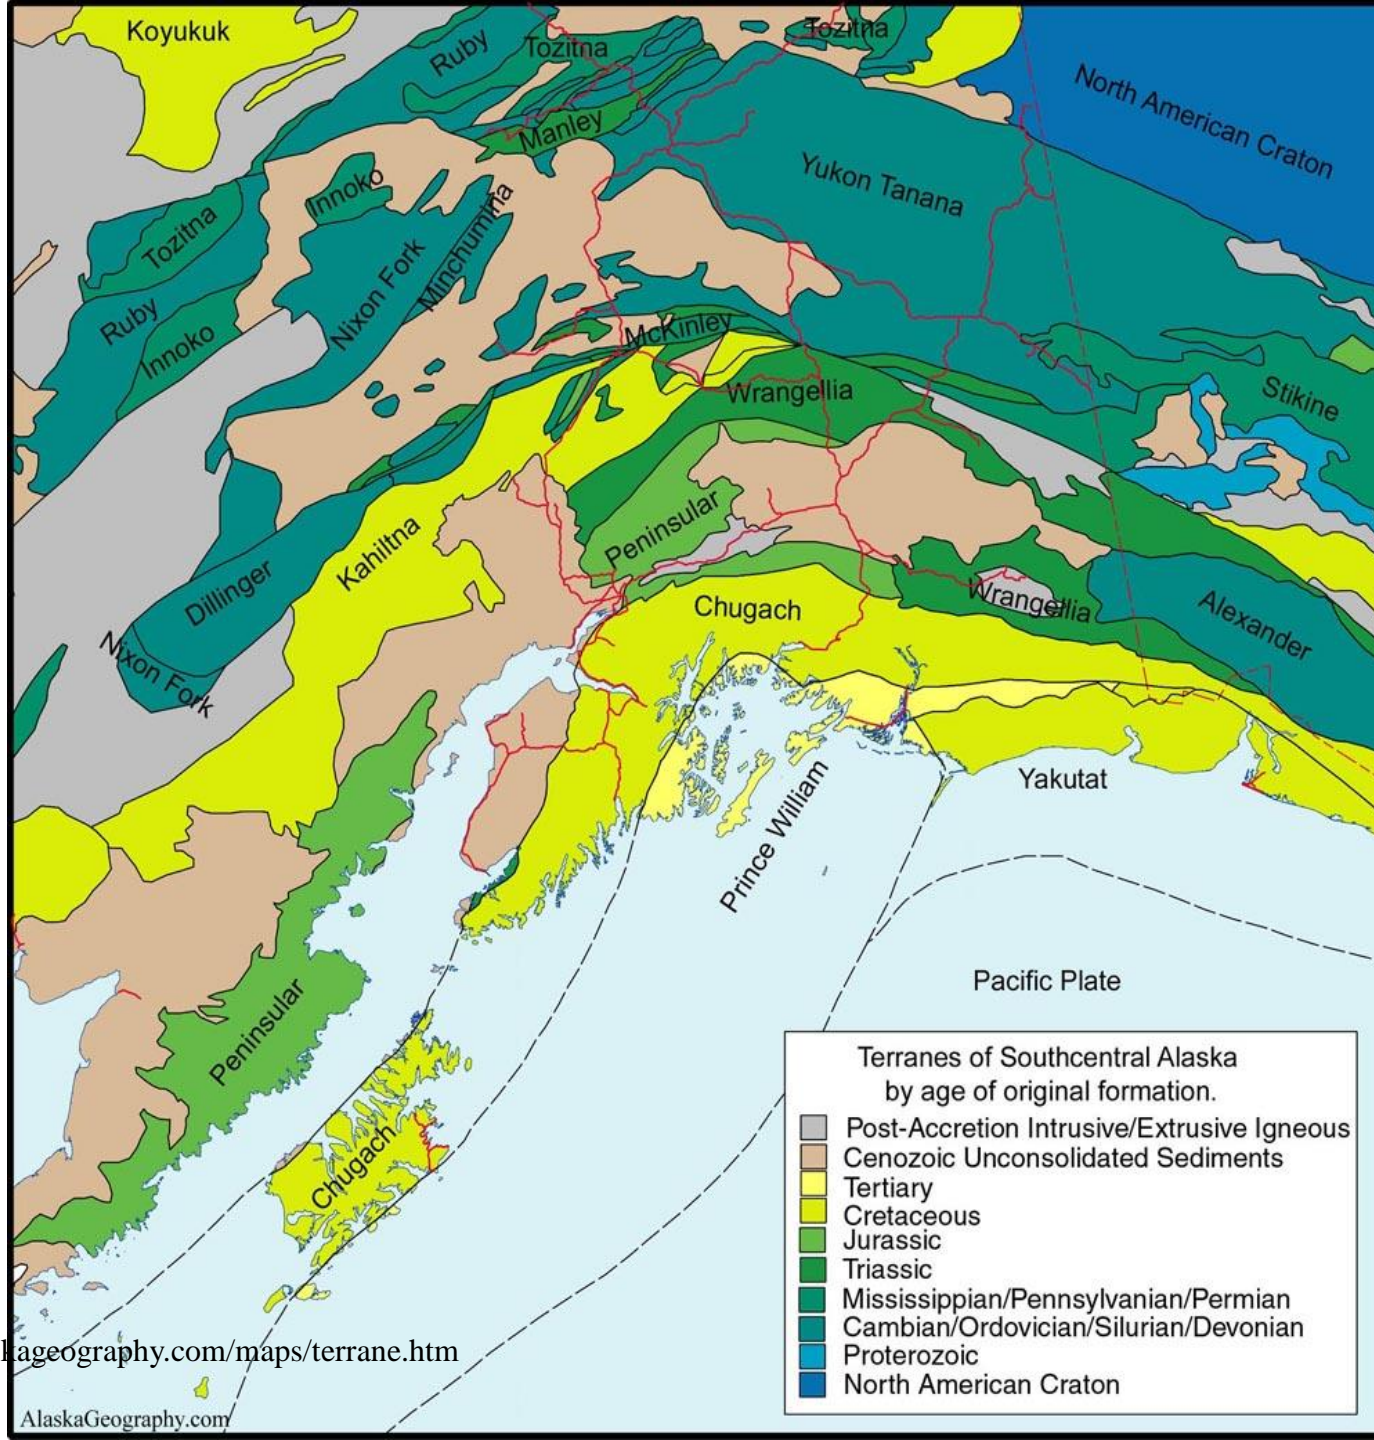 Koyukuk
Ruby
Tozitna
Tozitna
North American Craton
Manley
Yukon Tanana
Innoko
Tozitna
Minchumina
Nixon Fork
Ruby
Innoko
McKinley
Wrangellia
Stikine
Peninsular
Kahiltna
Dillinger
Chugach
Wrangellia
Alexander
Nixon Fork
Yakutat
Prince William
Pacific Plate
Peninsular
Chugach
Terranes of Southcentral Alaska
by age of original formation.
Post-Accretion Intrusive/Extrusive Igneous
Cenozoic Unconsolidated Sediments
Tertiary
Cretaceous
Jurassic
Triassic
Mississippian/Pennsylvanian/Permian
Cambian/Ordovician/Silurian/Devonian
Proterozoic
North American Craton
kageography.com/maps/terrane.htm
AlaskaGeography.com